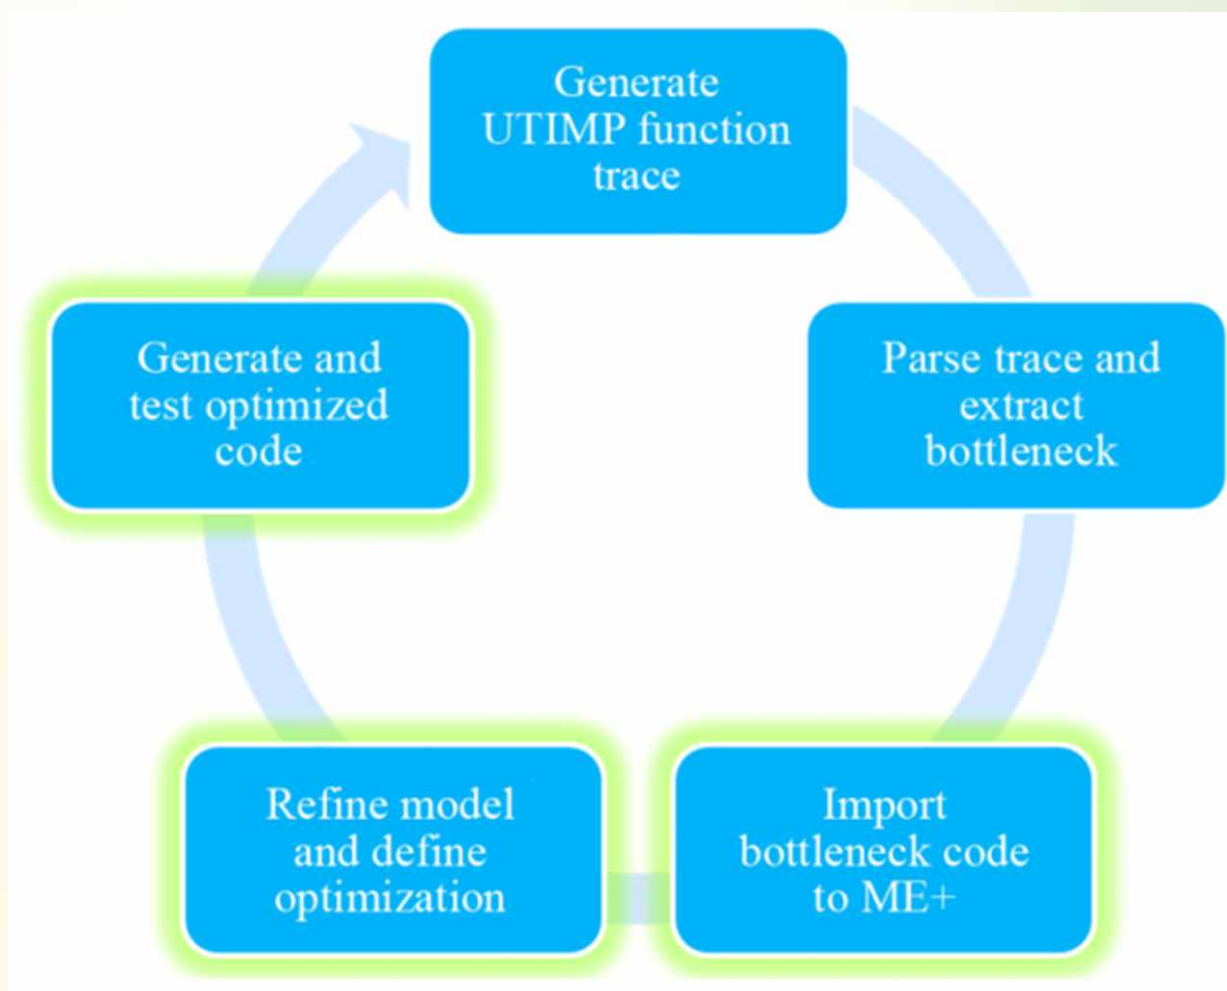 Generate
UTIMP function
trace
Parse trace and
extract
bottleneck
Import
bottleneck code
to ME+
Refine model
and define
optimization
Generate and
test optimized
code